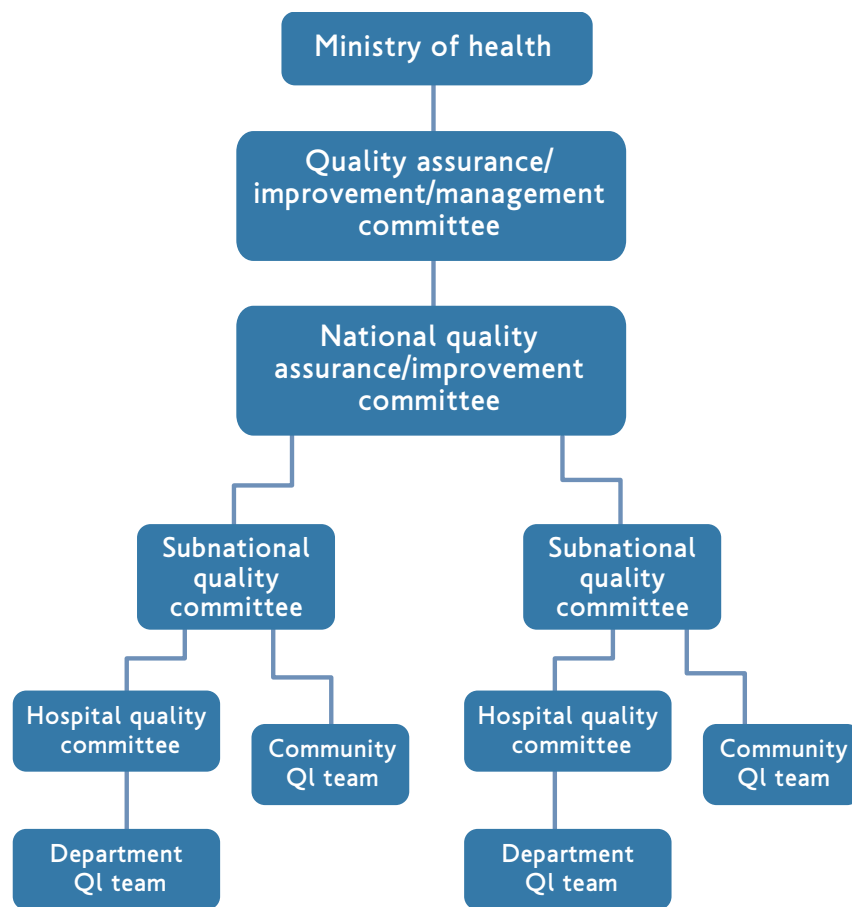 Ministry of health
Quality assurance/
improvement/management
committee
National quality
assurance/improvement
committee
Subnational
quality
committee
Subnational
quality
committee
Hospital quality
committee
Community
QI team
Hospital quality
committee
Community
QI team
Department
QI team
Department
QI team